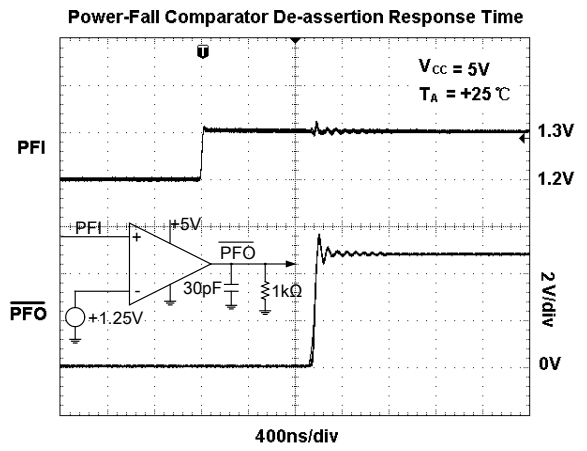 Power-Fall Comparator De-assertion Response Time
T
VCC = 5V
TA = +25℃
PFI
1.3V
1.2V
PFI
+5V
+
PFO
-
30pF
1kΩ
+1.25V
PFO
2 V/div
0V
400ns/div